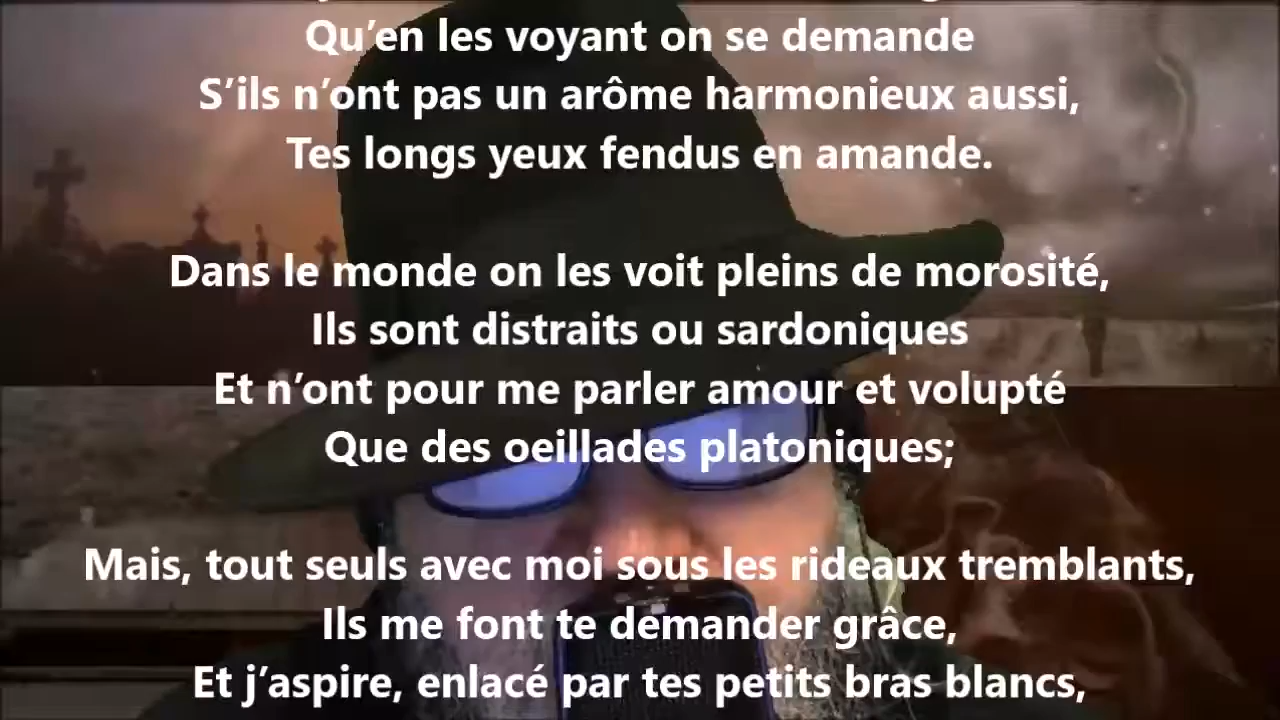 Qu’en les voyant on se demande
S’ils n’ont pas un arôme harmonieux aussi,
Tes longs yeux fendus en amande.
Dans le monde on les voit pleins de morosité,
Ils sont distraits ou sardoniques
Et n’ont pour me parler amour et volupté
Que des oeillades platoniques;
Mais, tout seuls avec moi sous les rideaux tremblants,
Ils me font te demander grâce,
Et j’aspire, enlacé par tes petits bras blancs,